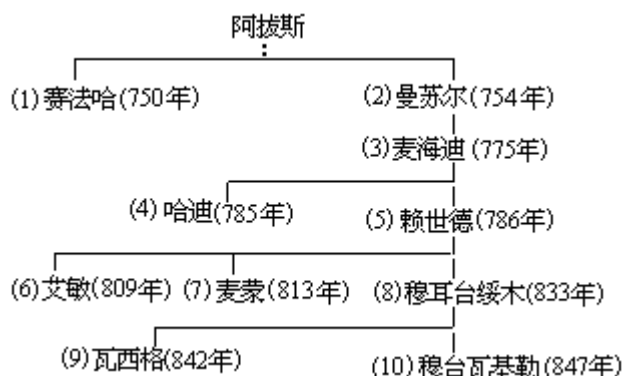 阿拔斯
(1)赛法哈(750年) (2)曼苏尔(754年)
(3)麦海迪(775年)
(4)哈迪(785年) (5)赖世德(786年)
(6)艾敏(809年) (7)麦蒙(813年) (8)穆耳台绥木(833年)
(9)瓦西格(842年) (10)穆台瓦基勒(847年)